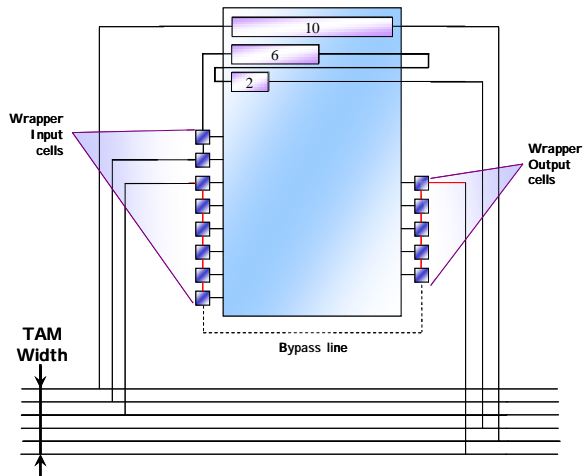 10
6
2
Wrapper
Input
cells
Wrapper
Output
cells
Bypass line
TAM
Width